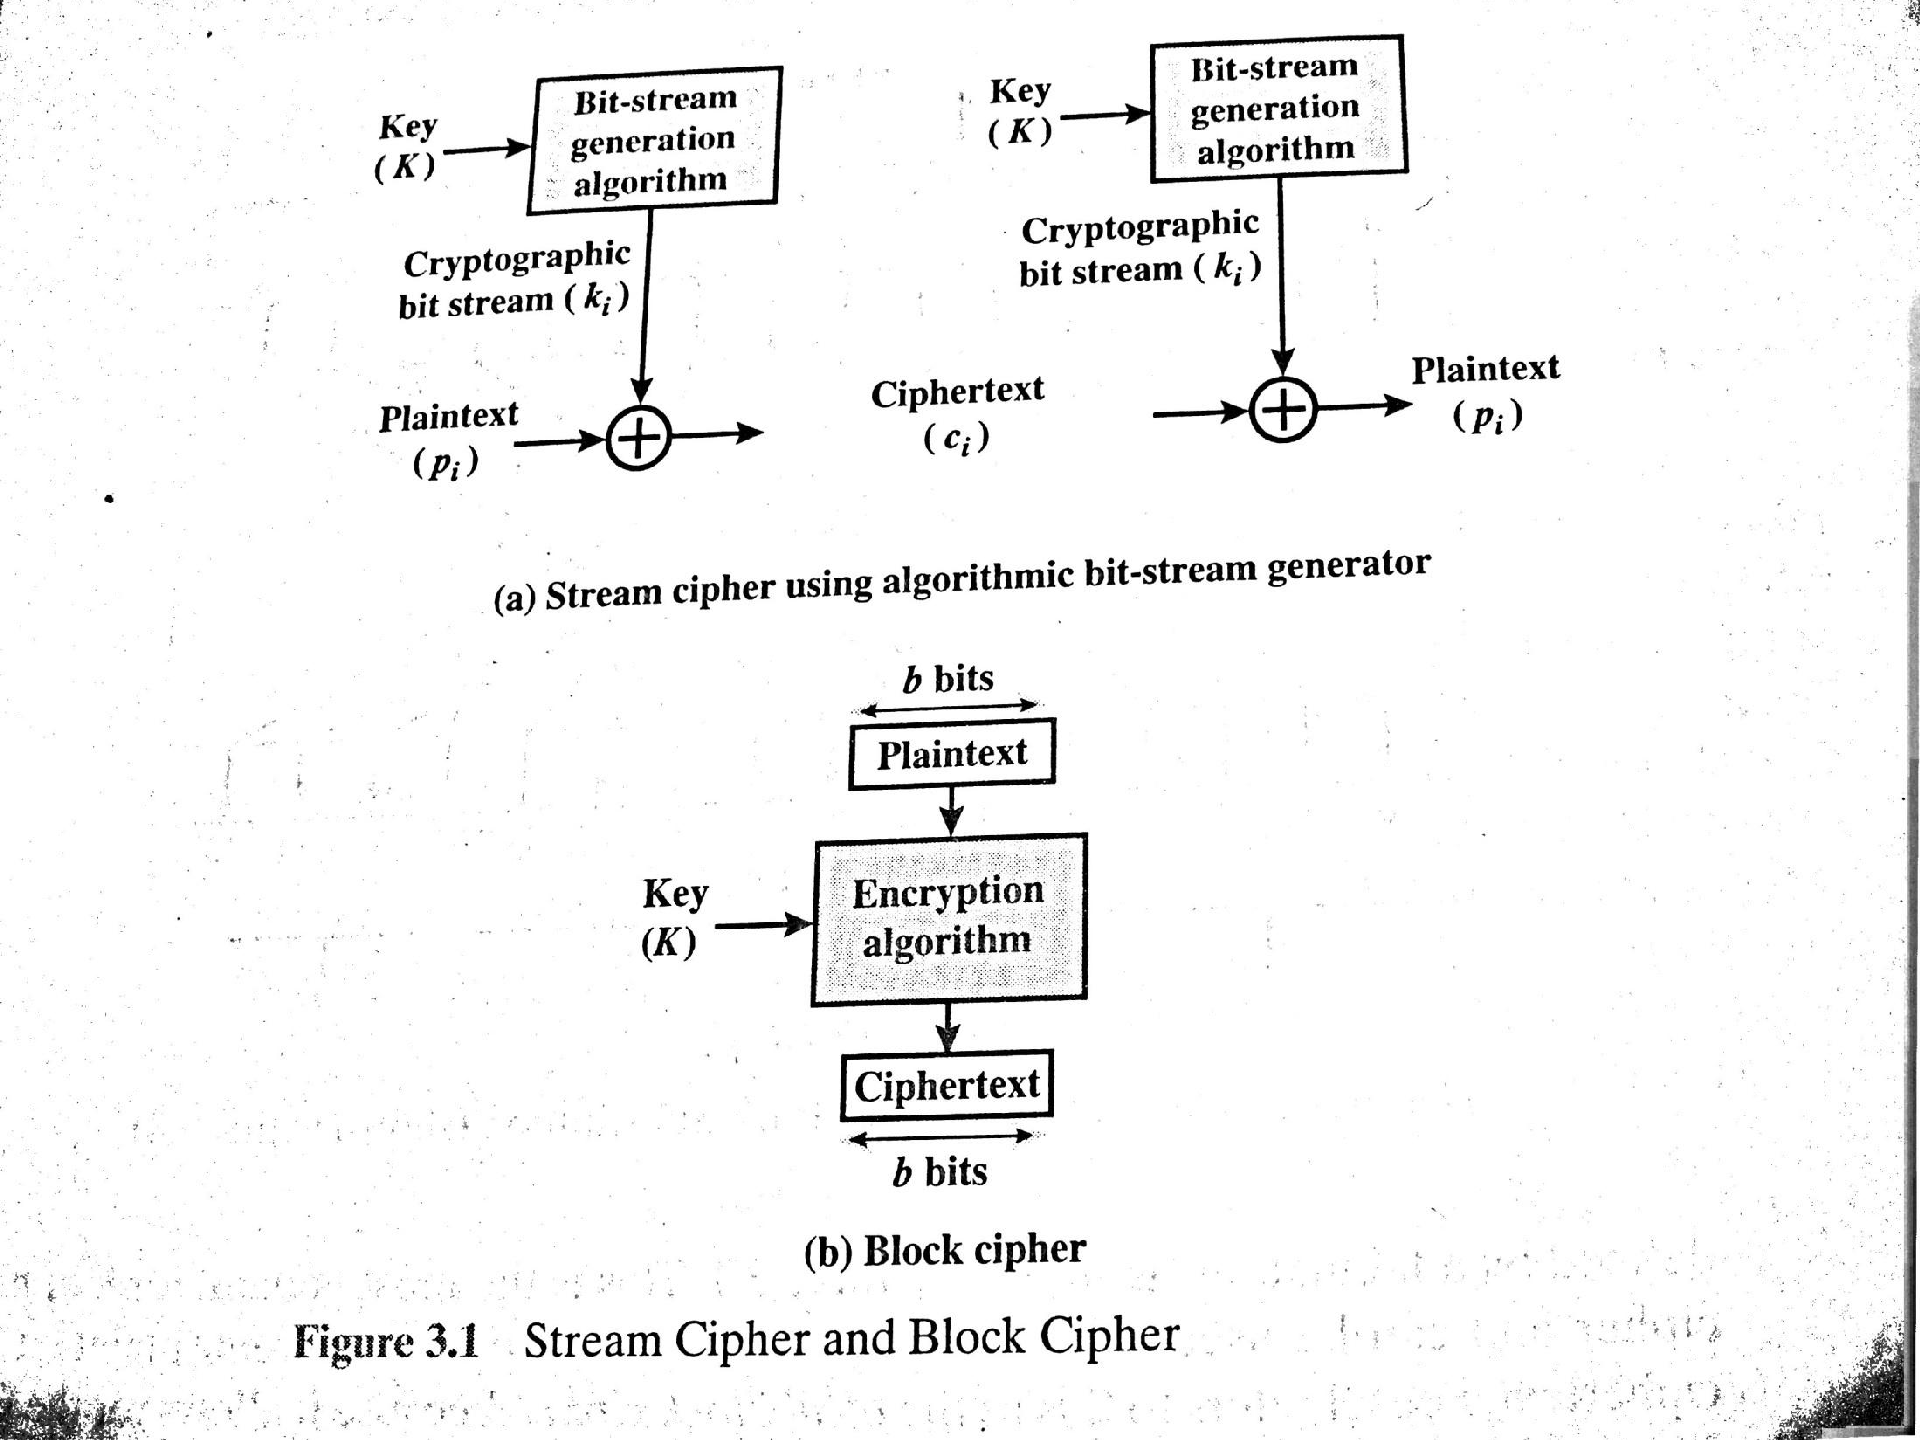 Key
(K)
Bit-stream
generation
algorithm
Cryptographic
bit stream (ki)
Plaintext
(pi)
Key
(K)
Bit-stream
generation
algorithm
Cryptographic
bit stream (ki)
Ciphertext
(ci)
Plaintext
(pi)
(a) Stream cipher using algorithmic bit-stream generator
b bits
Plaintext
Key
(K)
Encryption
algorithm
Ciphertext
b bits
(b) Block cipher
Figure 3.1 Stream Cipher and Block Cipher